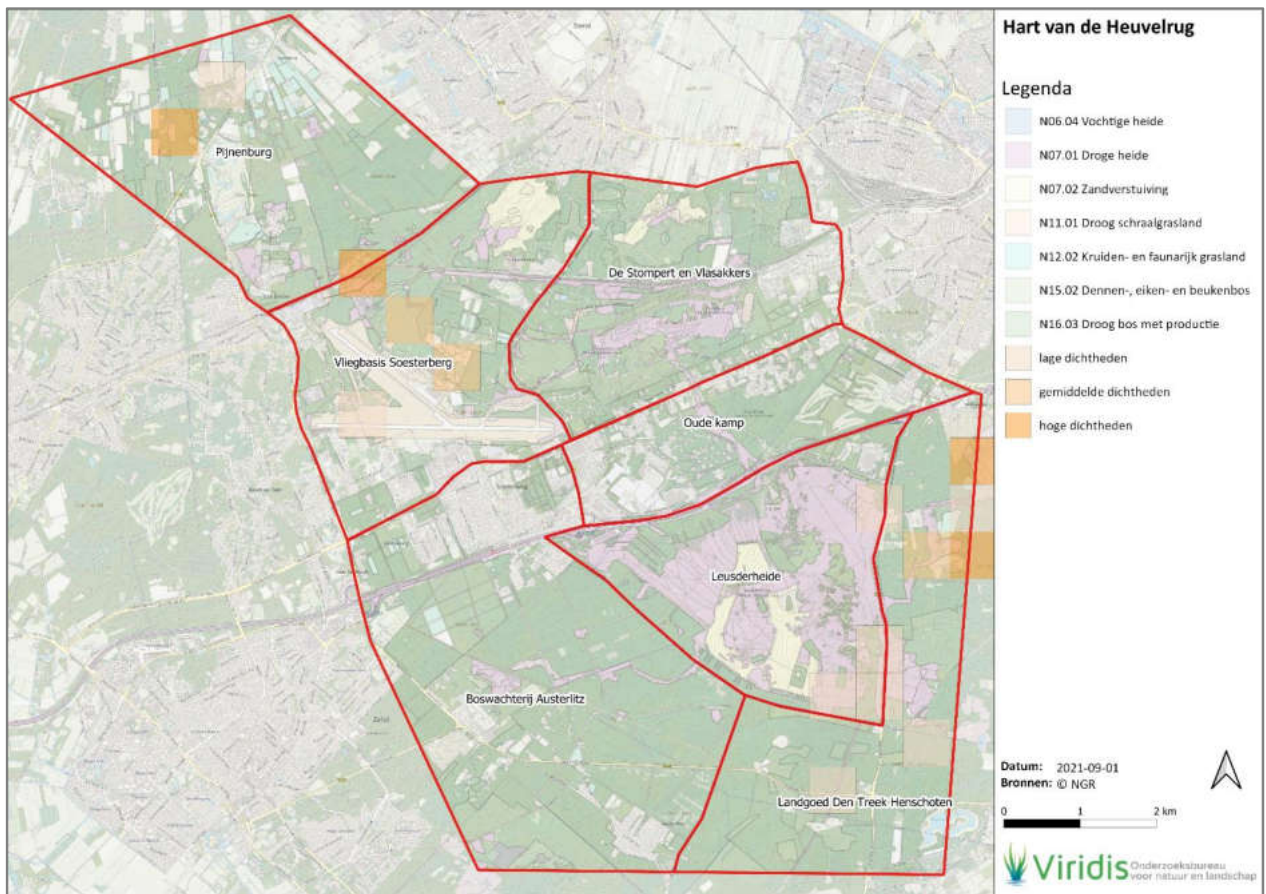 Hart van de Heuvelrug
Legenda
N06.04 Vochtige heide
N07.01 Droge heide
N07.02 Zandverstuiving
N11.01 Droog schraalgrasland
N12.02 Kruiden- en faunarijk grasland
N15.02 Dennen-, eiken- en beukenbos
N16.03 Droog bos met productie
lage dichtheden
gemiddelde dichtheden
hoge dichtheden
Pijnenburg
De Stompert en Vlasakkers
Vliegbasis Soesterberg
Oude kamp
Leusderheide
Boswachterij Austerlitz
Landgoed Den Treek Henschoten
Zeist
Datum: 2021-09-01
Bronnen: © NGR
0 1 2 km
Viridis Onderzoeksbureau
voor natuur en landschap